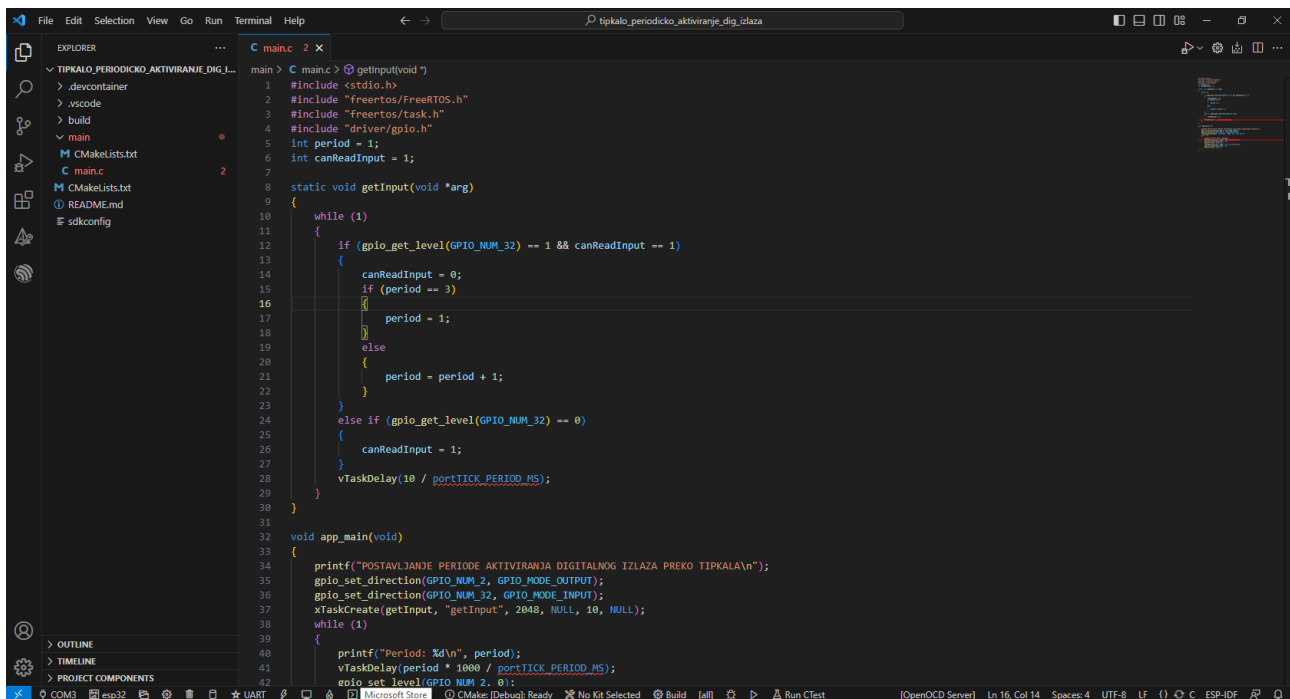 File Edit Selection View Go Run Terminal Help
tipkalo_periodicko_aktiviranje_dig_izlaza
EXPLORER
TIPKALO_PERIODICKO_AKTIVIRANJE_DIG_I...
.devcontainer
.vscode
build
main
CMakeLists.txt
main.c 2
CMakeLists.txt
README.md
sdkconfig
OUTLINE
TIMELINE
PROJECT COMPONENTS
C main.c 2
main > C main.c > getInput(void *)
1 #include <stdio.h>
2 #include "freertos/FreeRTOS.h"
3 #include "freertos/task.h"
4 #include "driver/gpio.h"
5 int period = 1;
6 int canReadInput = 1;
7
8 static void getInput(void *arg)
9 {
10     while (1)
11     {
12         if (gpio_get_level(GPIO_NUM_32) == 1 && canReadInput == 1)
13         {
14             canReadInput = 0;
15             if (period == 3)
16             {
17                 period = 1;
18             }
19             else
20             {
21                 period = period + 1;
22             }
23         }
24         else if (gpio_get_level(GPIO_NUM_32) == 0)
25         {
26             canReadInput = 1;
27         }
28         vTaskDelay(10 / portTICK_PERIOD_MS);
29     }
30 }
31
32 void app_main(void)
33 {
34     printf("POSTAVLJANJE PERIODE AKTIVIRANJA DIGITALNOG IZLAZA PREKO TIPKALA\n");
35     gpio_set_direction(GPIO_NUM_2, GPIO_MODE_OUTPUT);
36     gpio_set_direction(GPIO_NUM_32, GPIO_MODE_INPUT);
37     xTaskCreate(getInput, "getInput", 2048, NULL, 10, NULL);
38     while (1)
39     {
40         printf("Period: %d\n", period);
41         vTaskDelay(period * 1000 / portTICK_PERIOD_MS);
42         gpio_set_level(GPIO_NUM_2, 0);
COM3 esp32 UART Microsoft Store CMake: [Debug]: Ready No Kit Selected Build [all] Run CTest [OpenOCD Server] Ln 16, Col 14 Spaces: 4 UTF-8 LF {} C ESP-IDF